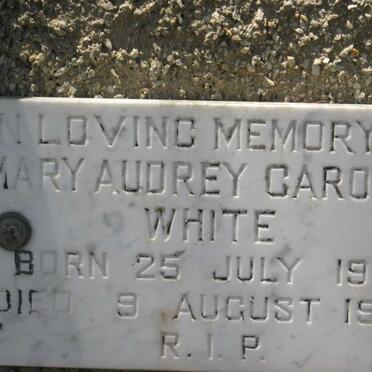 N LOVING MEMORY
MARY AUDREY CARO
WHITE
BORN 25 JULY 19
DIED 9 AUGUST 19
R.I.P.